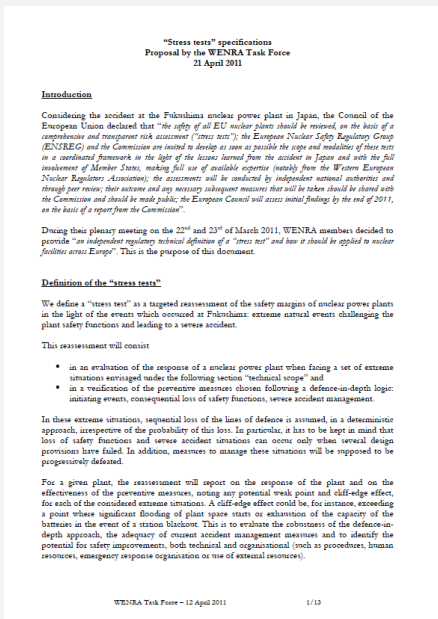 “Stress tests” specifications
Proposal by the WENRA Task Force
21 April 2011
Introduction
Considering the accident at the Fukushima nuclear power plant in Japan, the Council of the
European Union declared that “the safety of all EU nuclear plants should be reviewed, on the basis of a
comprehensive and transparent risk assessment (“stress tests”); the European Nuclear Safety Regulatory Group
(ENSREG) and the Commission are invited to develop as soon as possible the scope and modalities of these tests
in a coordinated framework in the light of the lessons learned from the accident in Japan and with the full
involvement of Member States, making full use of available expertise (notably from the Western European
Nuclear Regulators Association); the assessments will be conducted by independent national authorities and
through peer review; their outcome and any necessary subsequent measures that will be taken should be shared with
the Commission and should be made public; the European Council will assess initial findings by the end of 2011,
on the basis of a report from the Commission”.
During their plenary meeting on the 22nd and 23rd of March 2011, WENRA members decided to
provide “an independent regulatory technical definition of a “stress test” and how it should be applied to nuclear
facilities across Europe”. This is the purpose of this document.
Definition of the “stress tests”
We define a “stress test” as a targeted reassessment of the safety margins of nuclear power plants
in the light of the events which occurred at Fukushima: extreme natural events challenging the
plant safety functions and leading to a severe accident.
This reassessment will consist
▪ in an evaluation of the response of a nuclear power plant when facing a set of extreme
situations envisaged under the following section “technical scope” and
▪ in a verification of the preventive measures chosen following a defence-in-depth logic:
initiating events, consequential loss of safety functions, severe accident management.
In these extreme situations, sequential loss of the lines of defence is assumed, in a deterministic
approach, irrespective of the probability of this loss. In particular, it has to be kept in mind that
loss of safety functions and severe accident situations can occur only when several design
provisions have failed. In addition, measures to manage these situations will be supposed to be
progressively defeated.
For a given plant, the reassessment will report on the response of the plant and on the
effectiveness of the preventive measures, noting any potential weak point and cliff-edge effect,
for each of the considered extreme situations. A cliff-edge effect could be, for instance, exceeding
a point where significant flooding of plant space starts or exhaustion of the capacity of the
batteries in the event of a station blackout. This is to evaluate the robustness of the defence-in-
depth approach, the adequacy of current accident management measures and to identify the
potential for safety improvements, both technical and organisational (such as procedures, human
resources, emergency response organisation or use of external resources).
WENRA Task Force – 12 April 2011 1/13